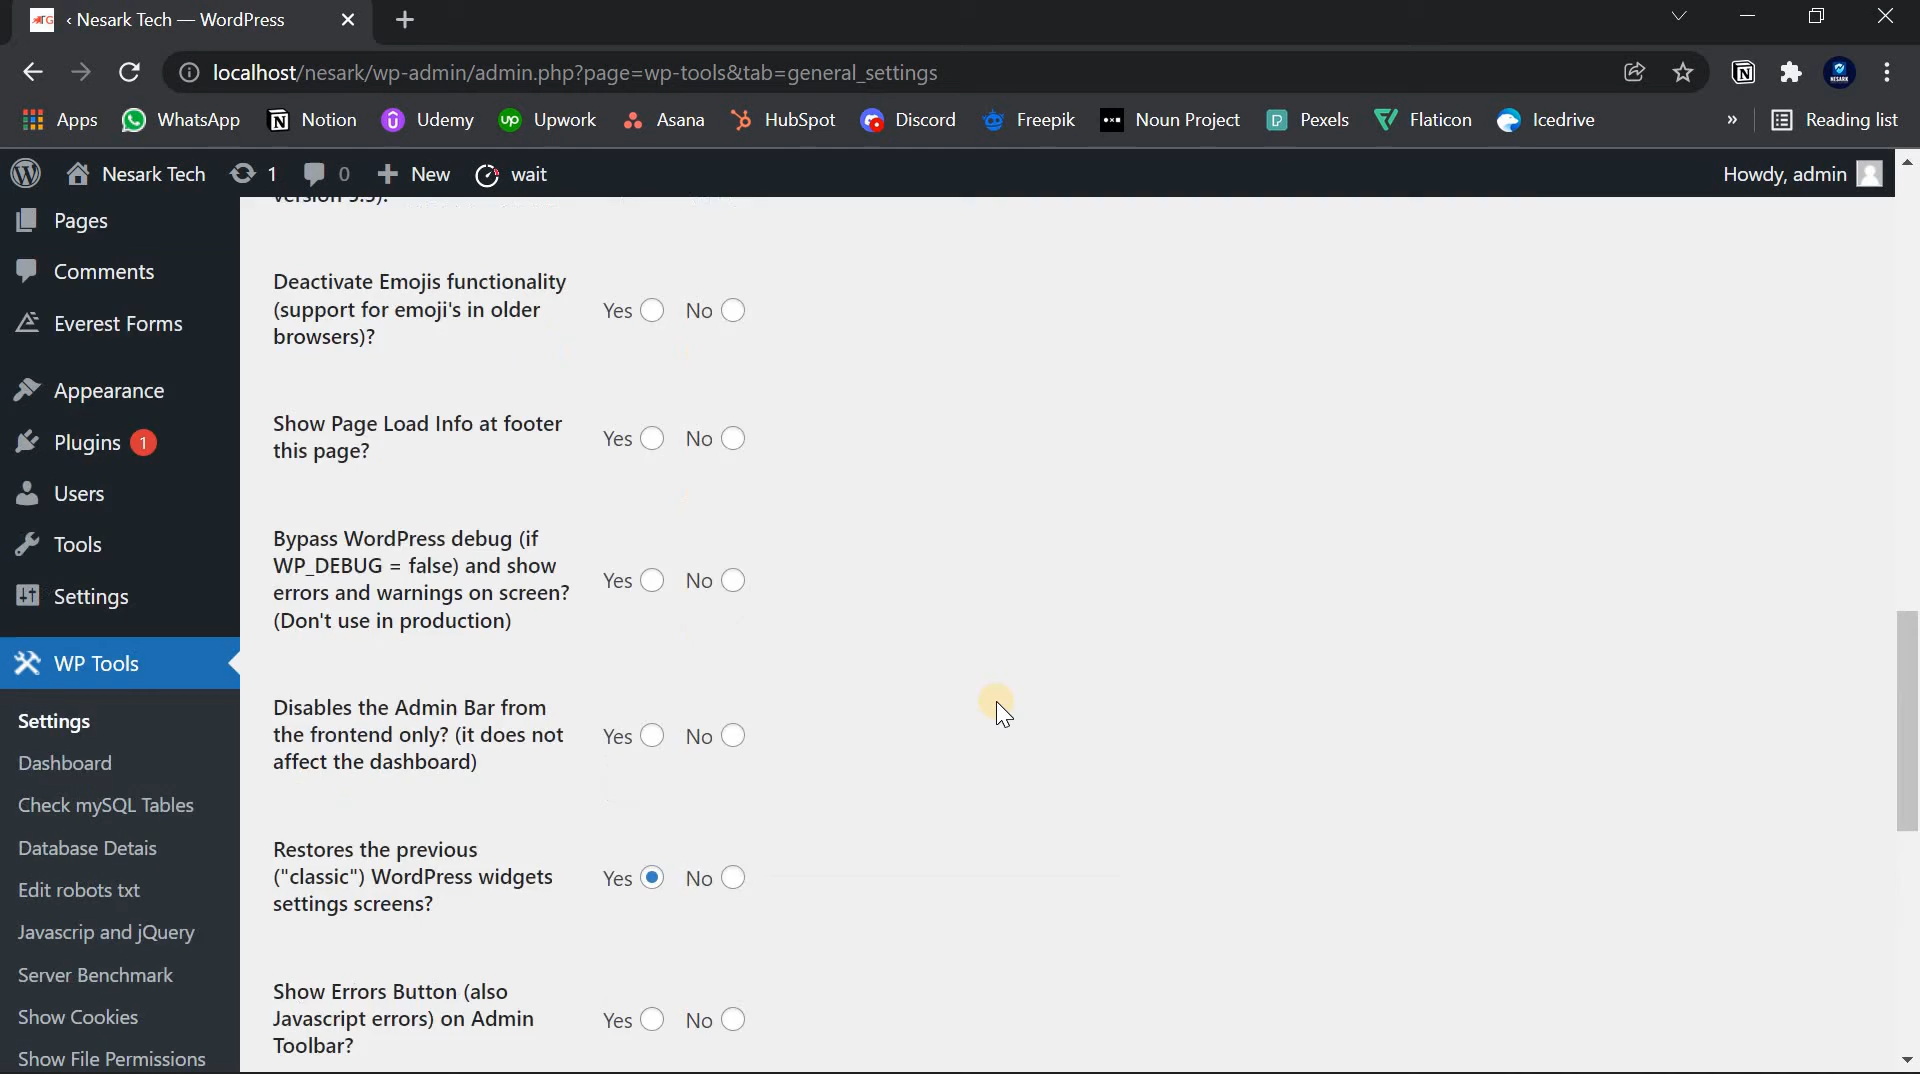 ‹ Nesark Tech — WordPress
localhost/nesark/wp-admin/admin.php?page=wp-tools&tab=general_settings
Apps WhatsApp Notion Udemy Upwork Asana HubSpot Discord Freepik Noun Project Pexels Flaticon Icedrive » Reading list
Nesark Tech 1 0 New wait Howdy, admin
Pages
Comments
Everest Forms
Appearance
Plugins 1
Users
Tools
Settings
WP Tools
Settings
Dashboard
Check mySQL Tables
Database Detais
Edit robots txt
Javascrip and jQuery
Server Benchmark
Show Cookies
Show File Permissions
Deactivate Emojis functionality
(support for emoji's in older
browsers)?
Yes No
Show Page Load Info at footer
this page?
Yes No
Bypass WordPress debug (if
WP_DEBUG = false) and show
errors and warnings on screen?
(Don't use in production)
Yes No
Disables the Admin Bar from
the frontend only? (it does not
affect the dashboard)
Yes No
Restores the previous
("classic") WordPress widgets
settings screens?
Yes No
Show Errors Button (also
Javascript errors) on Admin
Toolbar?
Yes No